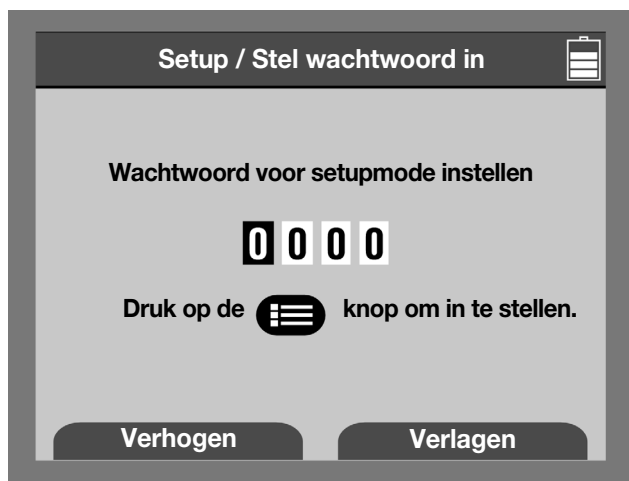 Setup / Stel wachtwoord in
Wachtwoord voor setupmode instellen
0 0 0 0
Druk op de knop om in te stellen.
Verhogen Verlagen